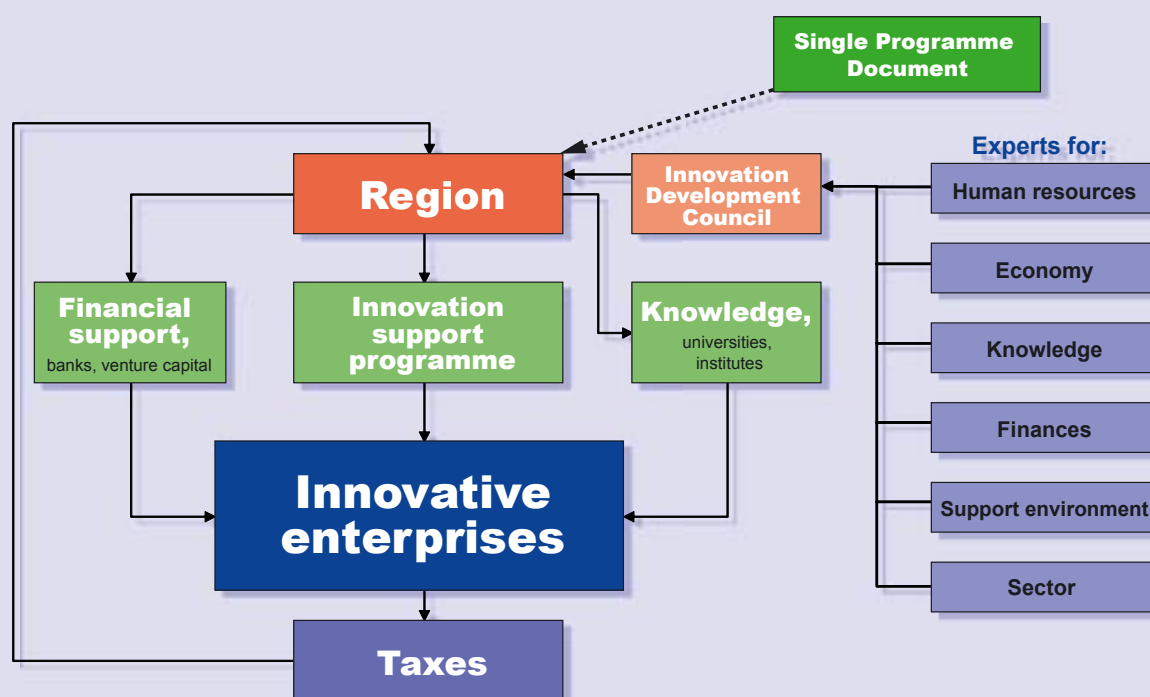 Single Programme
Document
Experts for:
Region
Innovation
Development
Council
Human resources
Economy
Financial
support,
banks, venture capital
Innovation
support
programme
Knowledge,
universities,
institutes
Knowledge
Finances
Innovative
enterprises
Support environment
Sector
Taxes